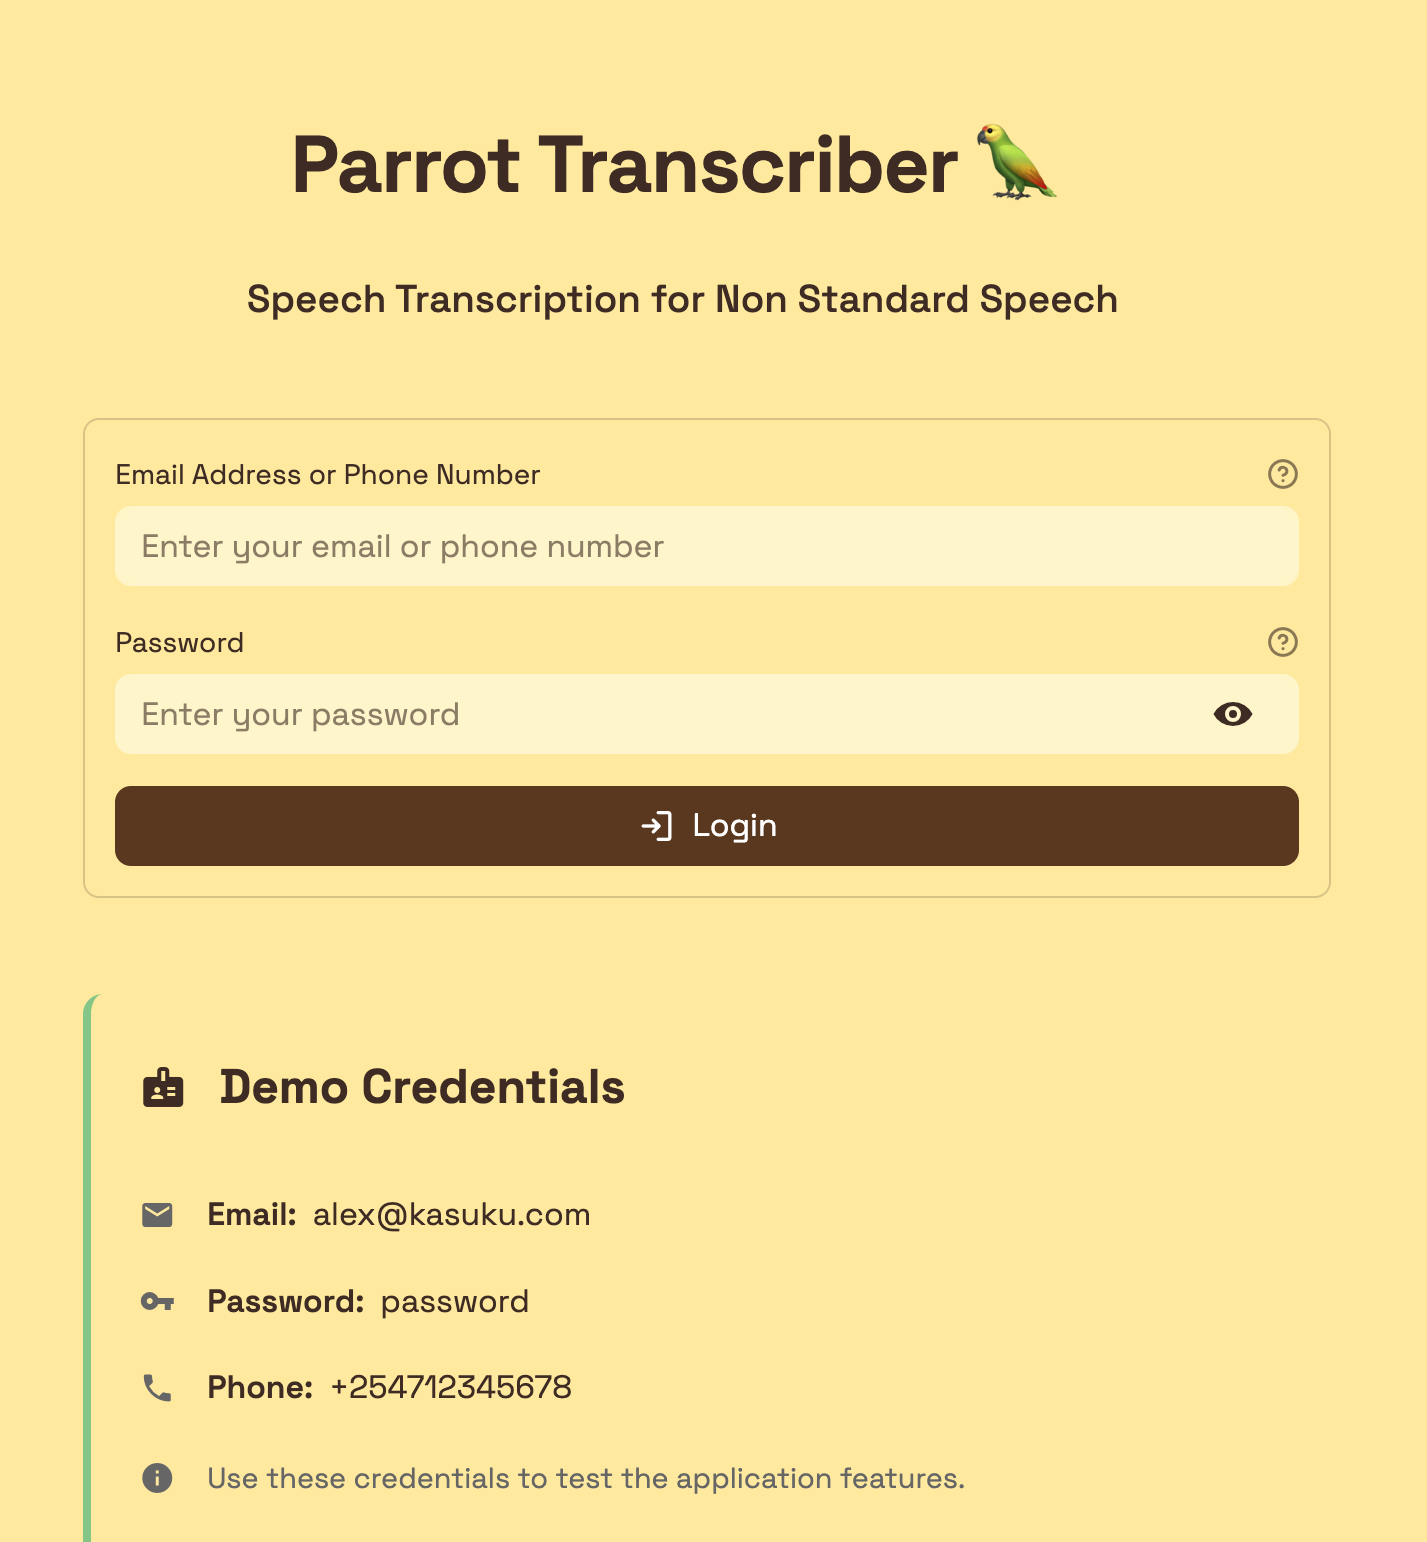 Parrot Transcriber
Speech Transcription for Non Standard Speech
Email Address or Phone Number
Enter your email or phone number
Password
Enter your password
Login
Demo Credentials
Email: alex@kasuku.com
Password: password
Phone: +254712345678
Use these credentials to test the application features.